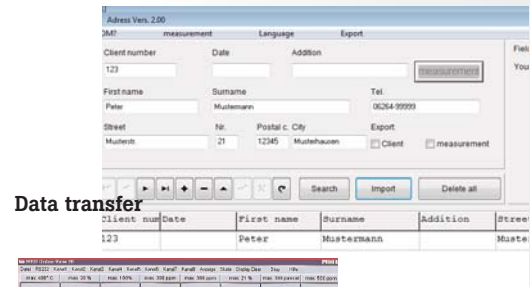 Adress Vers. 2.00
measurement Language Export
Client number Date Addition
123 measurement
First name Surname Tel.
Peter Mustermann 06264-99999
Street Nr. Postal c. City Export
Musterstr. 21 12345 Musterhausen Client measurement
Search Import Delete all
Data transfer
Client num Date First name Surname Addition Stree
123 Peter Mustermann Muste